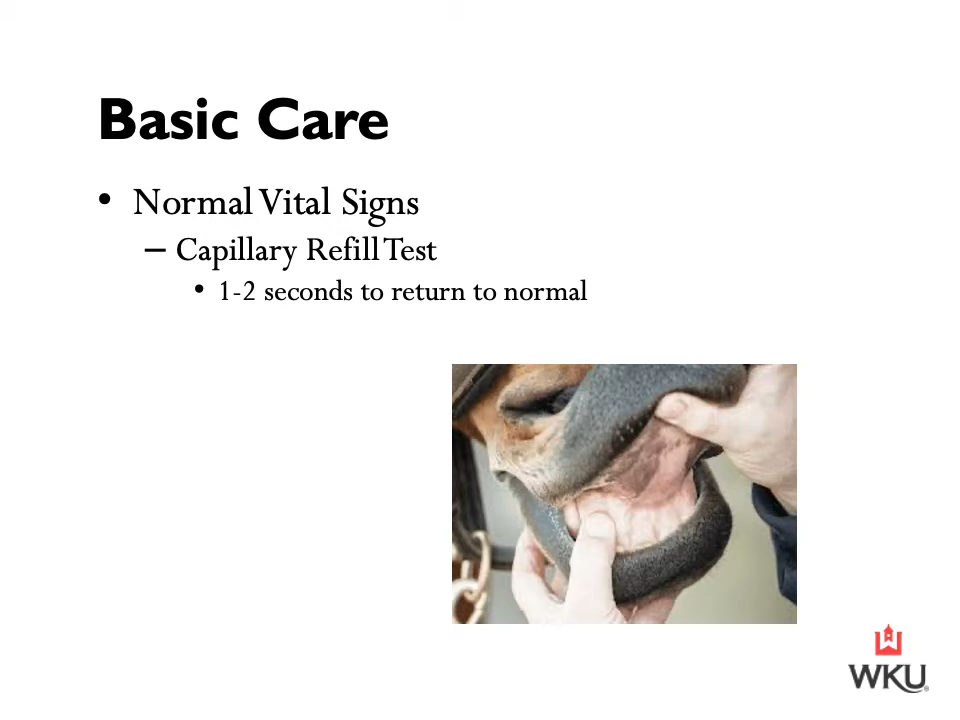 Basic Care
• Normal Vital Signs
– Capillary Refill Test
• 1-2 seconds to return to normal
WKU®